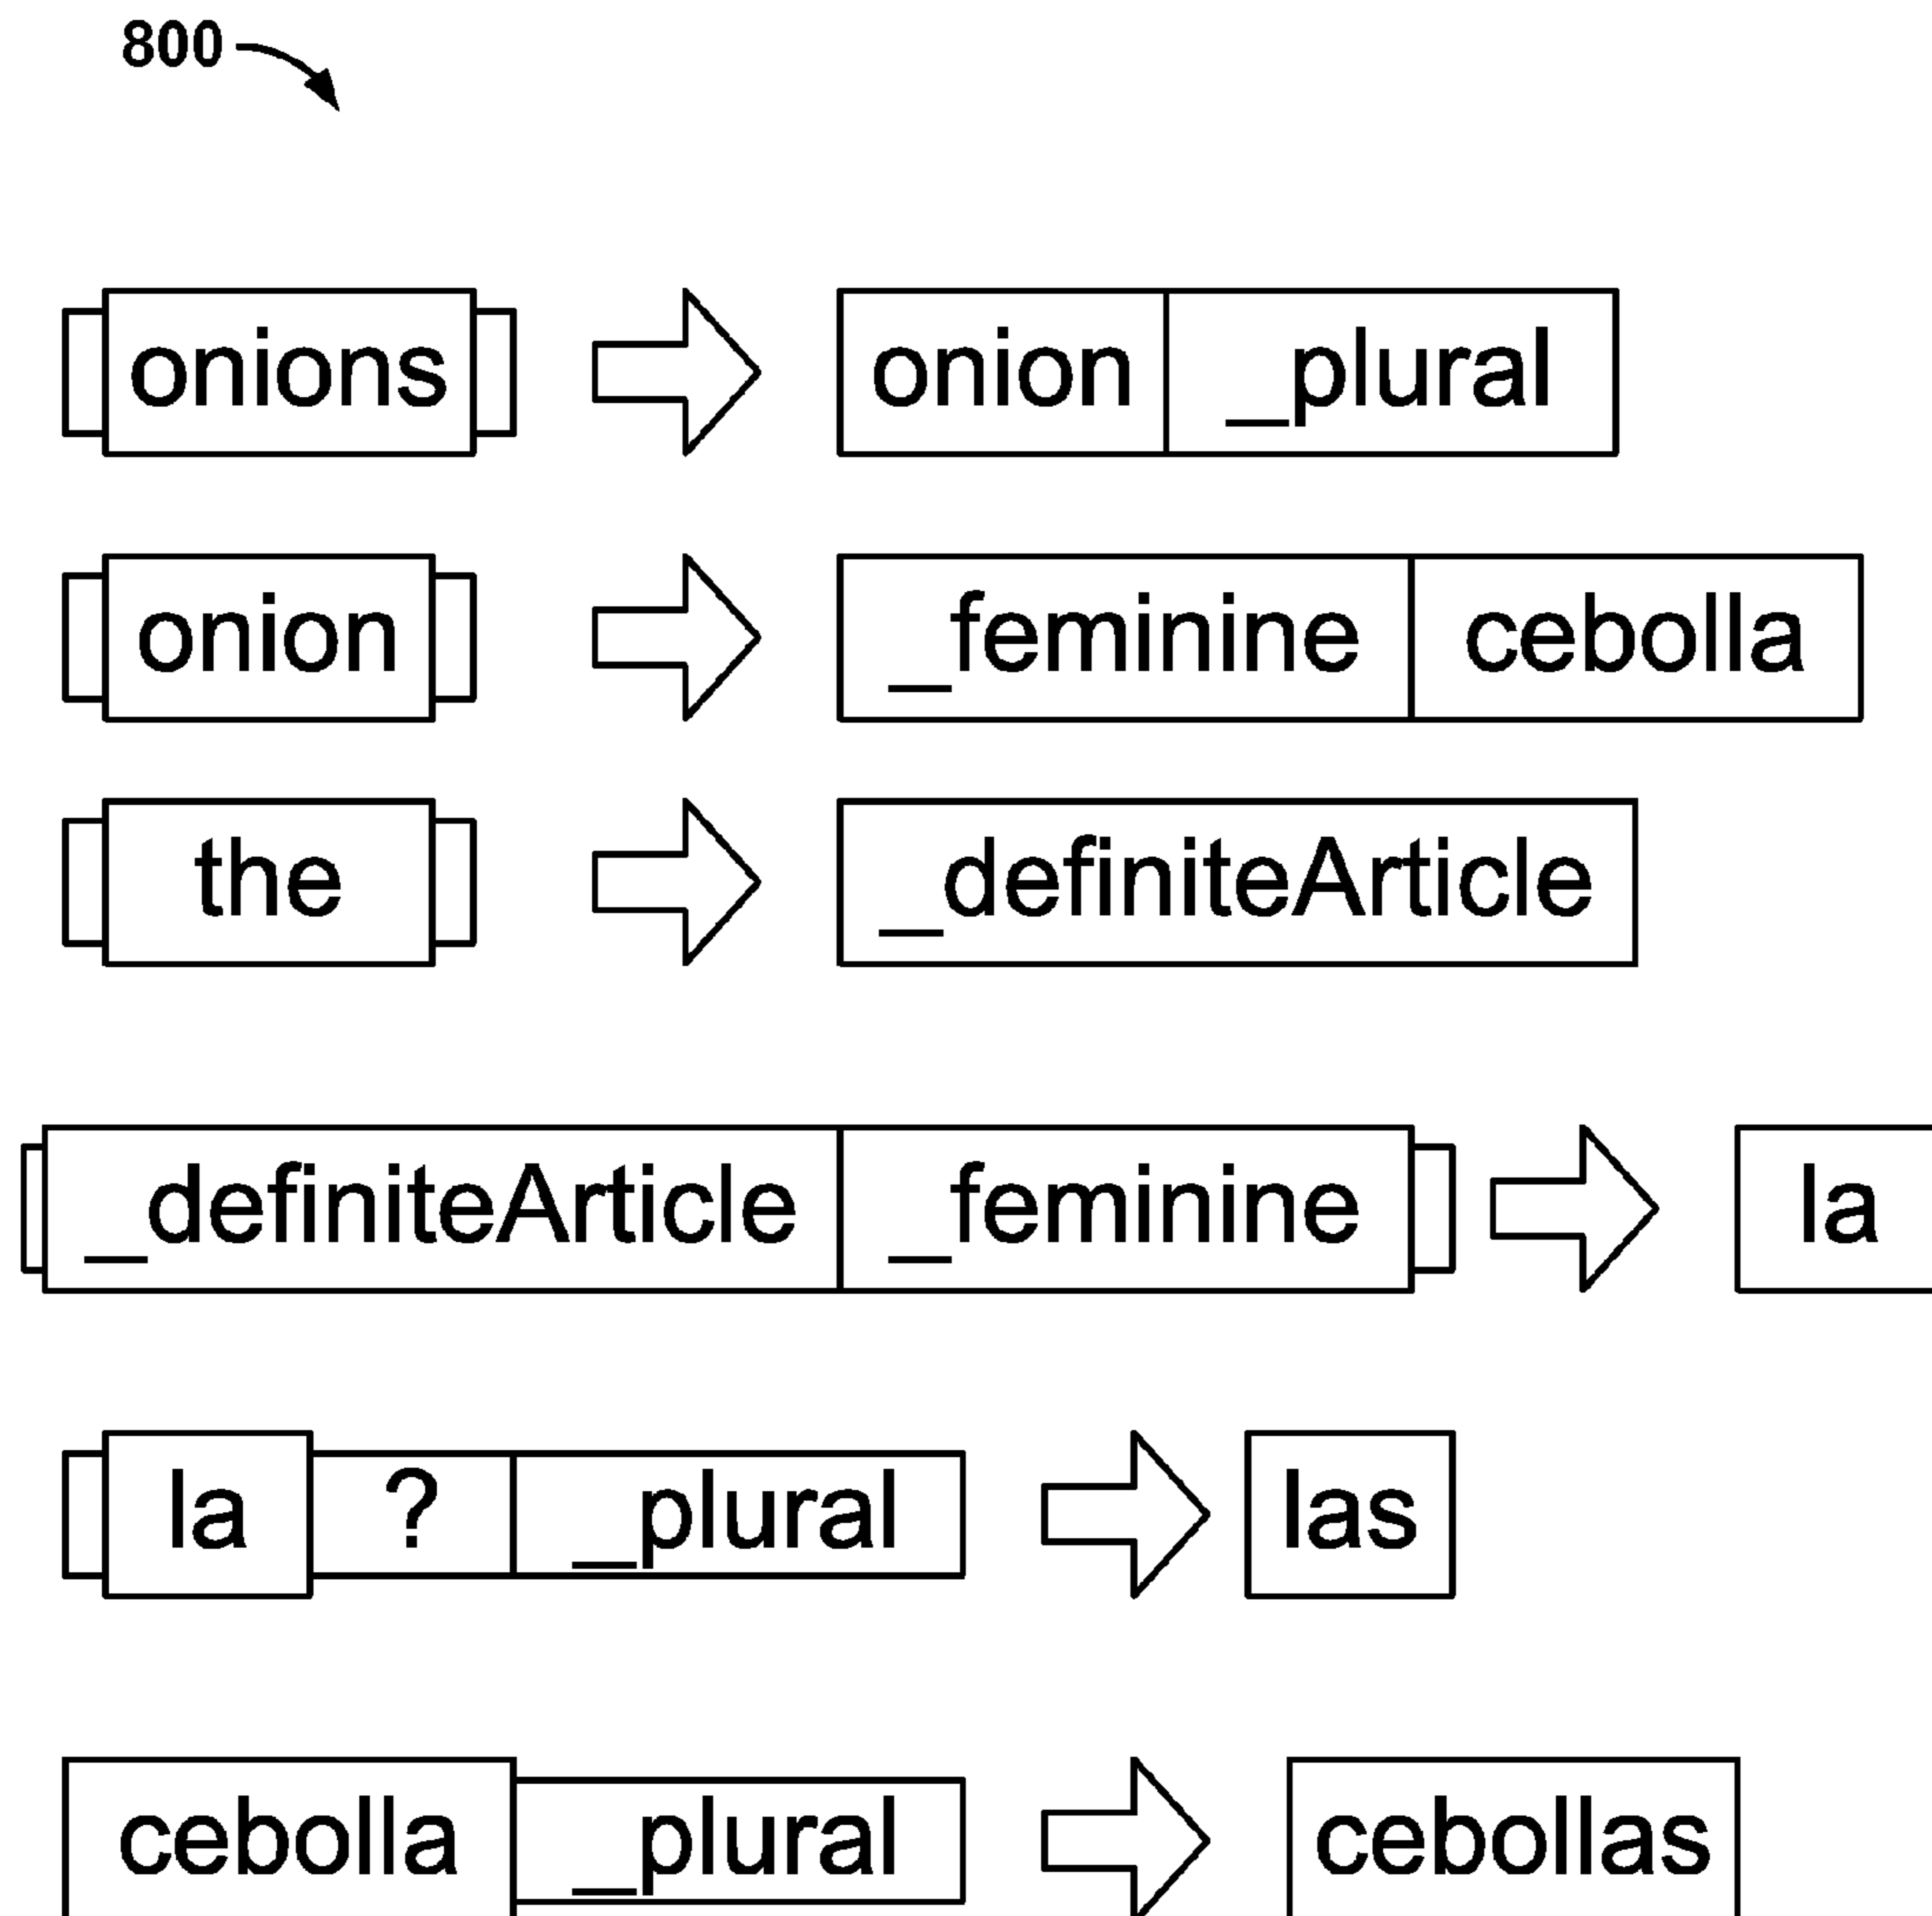 800
onions onion _plural
onion _feminine cebolla
the _definiteArticle
_definiteArticle _feminine la
la ? _plural las
cebolla _plural cebollas